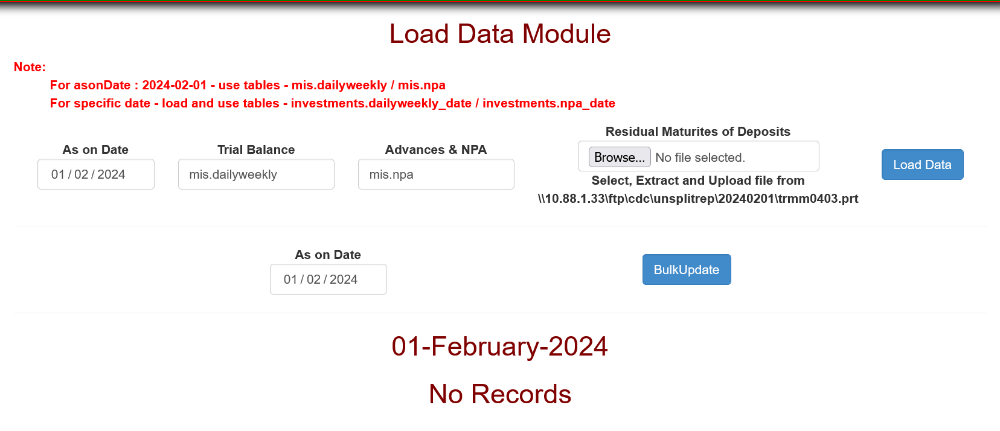 Load Data Module
Note:
For asonDate : 2024-02-01 - use tables - mis.dailyweekly / mis.npa
For specific date - load and use tables - investments.dailyweekly_date / investments.npa_date
As on Date
01 / 02 / 2024
Trial Balance
mis.dailyweekly
Advances & NPA
mis.npa
Residual Maturites of Deposits
Browse... No file selected.
Select, Extract and Upload file from
\\10.88.1.33\ftp\cdc\unsplitrep\20240201\trmm0403.prt
Load Data
As on Date
01 / 02 / 2024
BulkUpdate
01-February-2024
No Records